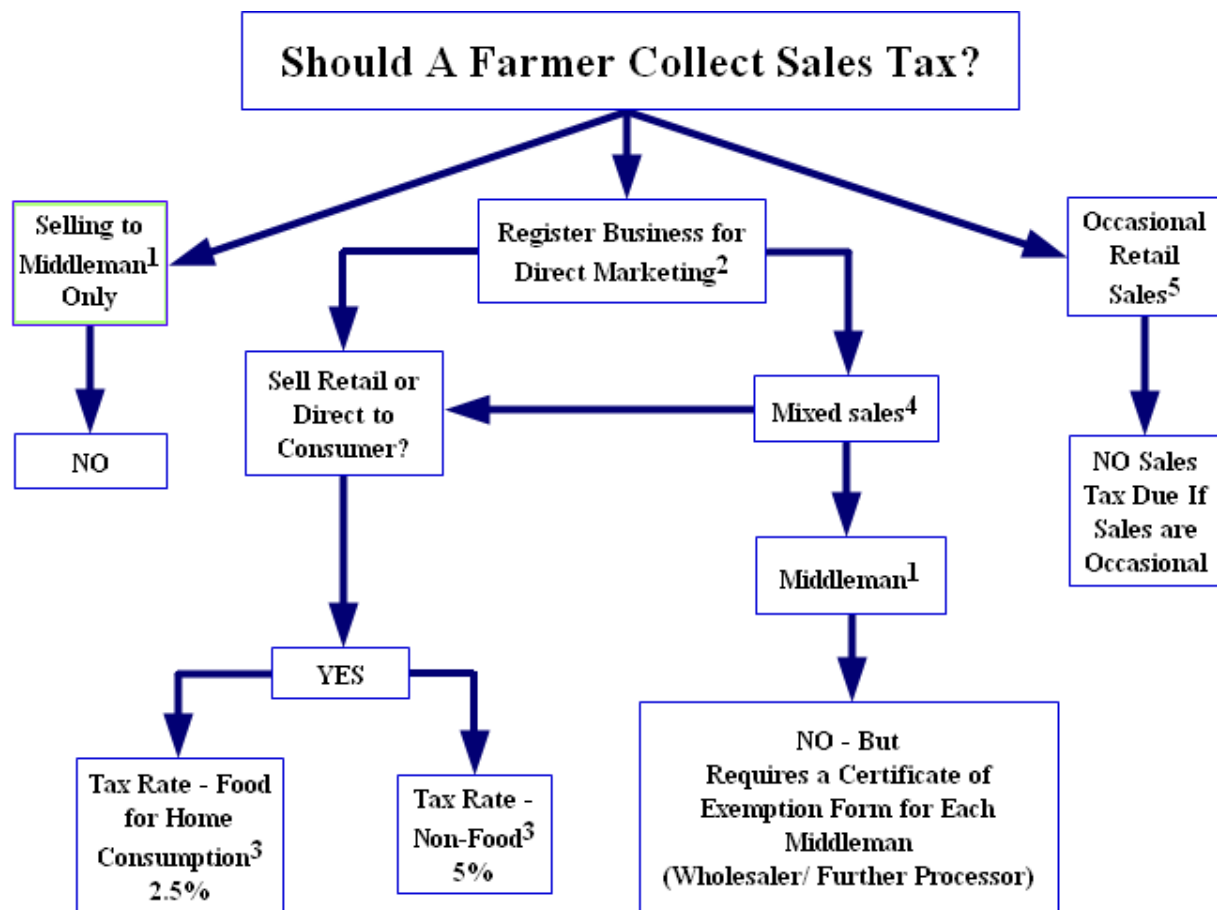 Should A Farmer Collect Sales Tax?
Selling to
Middleman1
Only
Register Business for
Direct Marketing2
Occasional
Retail
Sales5
Sell Retail or
Direct to
Consumer?
Mixed sales4
NO
NO Sales
Tax Due If
Sales are
Occasional
Middleman1
YES
Tax Rate - Food
for Home
Consumption3
2.5%
Tax Rate -
Non-Food3
5%
NO - But
Requires a Certificate of
Exemption Form for Each
Middleman
(Wholesaler/ Further Processor)